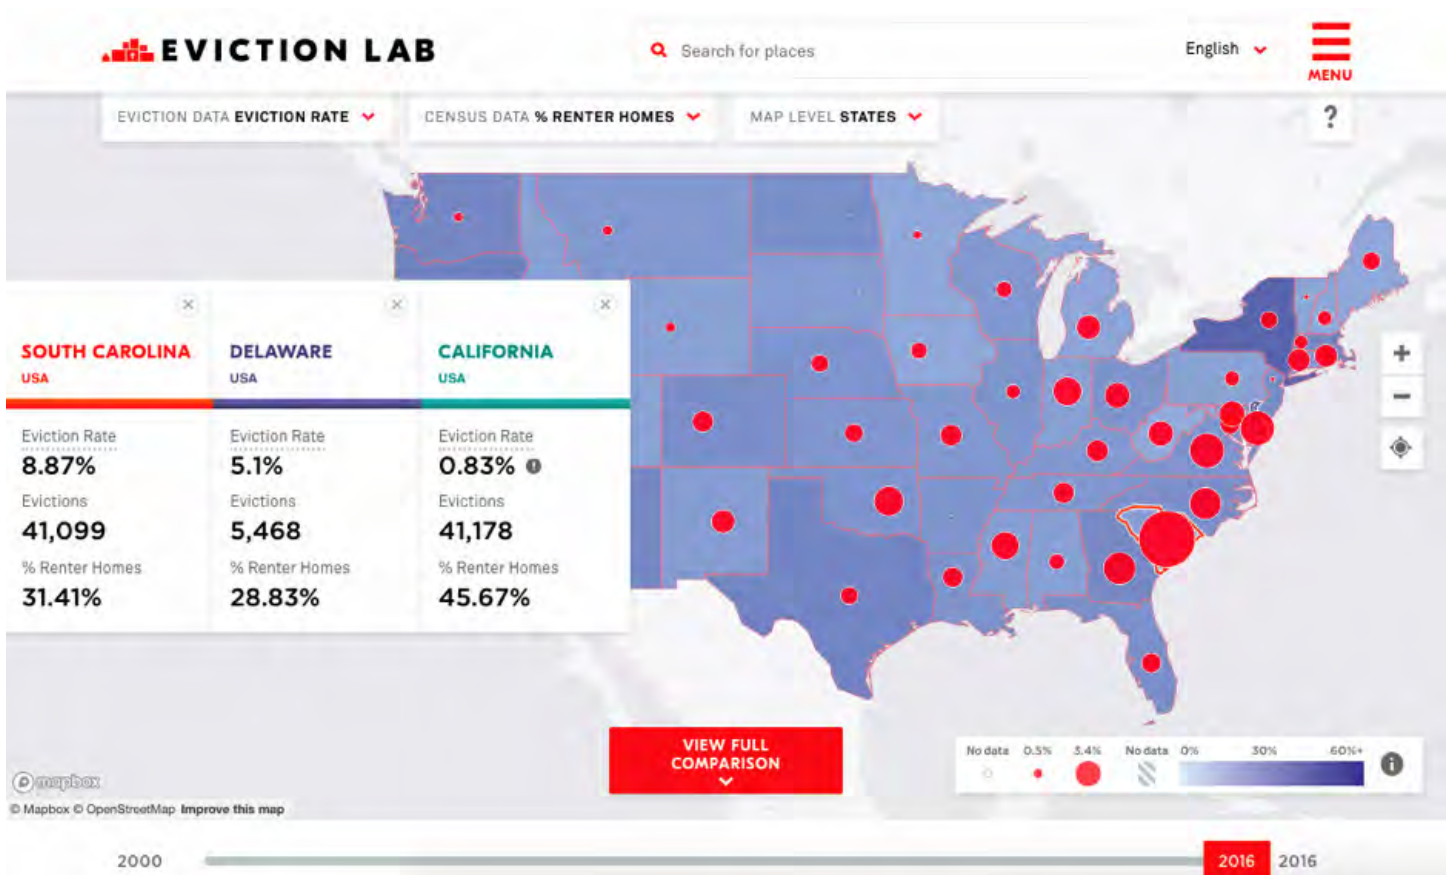 EVICTION LAB
Search for places
English
MENU
EVICTION DATA EVICTION RATE
CENSUS DATA % RENTER HOMES
MAP LEVEL STATES
?
SOUTH CAROLINA
USA
Eviction Rate
8.87%
Evictions
41,099
% Renter Homes
31.41%
DELAWARE
USA
Eviction Rate
5.1%
Evictions
5,468
% Renter Homes
28.83%
CALIFORNIA
USA
Eviction Rate
0.83%
Evictions
41,178
% Renter Homes
45.67%
VIEW FULL
COMPARISON
No data 0.5% 5.4% No data 0% 30% 60%+
mapbox
© Mapbox © OpenStreetMap Improve this map
2000
2016 2016